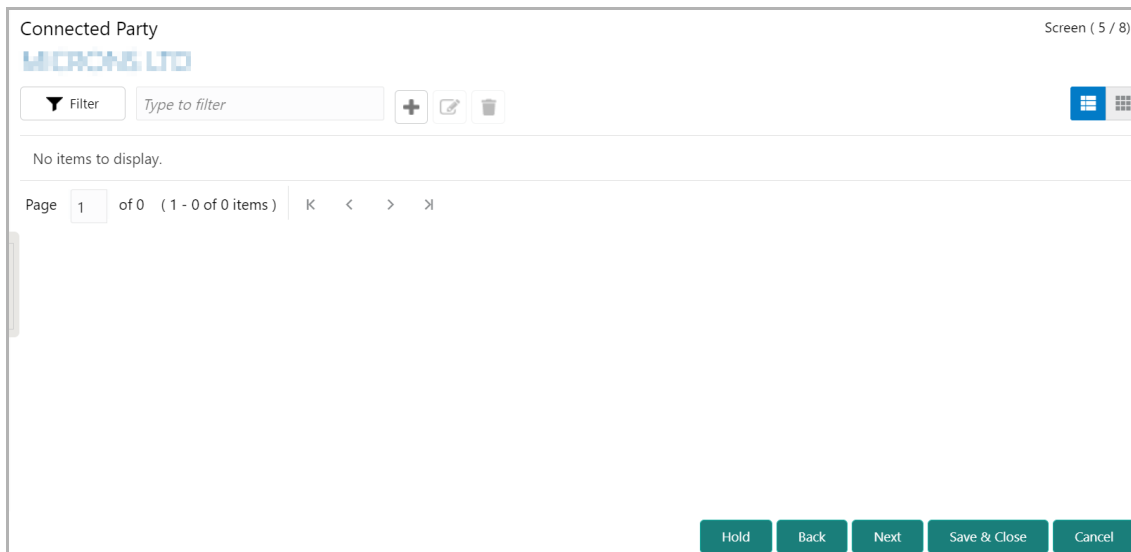 Connected Party
Screen ( 5 / 8)
Filter
Type to filter
No items to display.
Page 1 of 0 ( 1 - 0 of 0 items )
Hold Back Next Save & Close Cancel